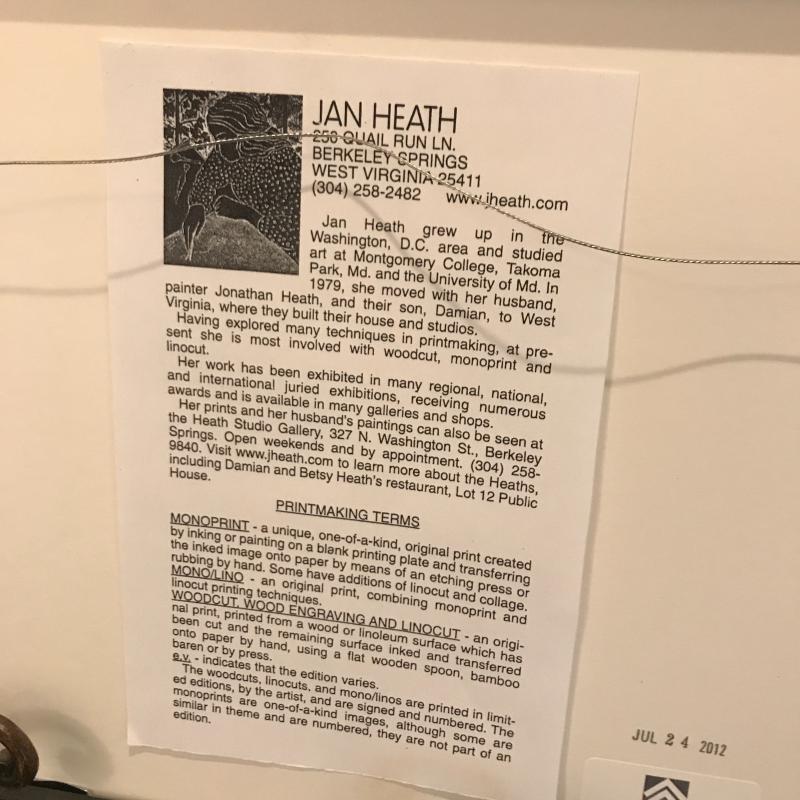 JAN HEATH
258 QUAIL RUN LN.
BERKELEY SPRINGS
WEST VIRGINIA 25411
(304) 258-2482 www.jheath.com
Jan Heath grew up in the
Washington, D.C. area and studied
art at Montgomery College, Takoma
Park, Md. and the University of Md. In
1979, she moved with her husband,
painter Jonathan Heath, and their son, Damian, to West
Virginia, where they built their house and studios.
Having explored many techniques in printmaking, at pre-
sent she is most involved with woodcut, monoprint and
linocut.
Her work has been exhibited in many regional, national,
and international juried exhibitions, receiving numerous
awards and is available in many galleries and shops.
Her prints and her husband's paintings can also be seen at
the Heath Studio Gallery, 327 N. Washington St., Berkeley
Springs. Open weekends and by appointment. (304) 258-
9840. Visit www.jheath.com to learn more about the Heaths,
including Damian and Betsy Heath's restaurant, Lot 12 Public
House.
PRINTMAKING TERMS
MONOPRINT - a unique, one-of-a-kind, original print created
by inking or painting on a blank printing plate and transferring
the inked image onto paper by means of an etching press or
rubbing by hand. Some have additions of linocut and collage.
MONO/LINO - an original print, combining monoprint and
linocut printing techniques.
WOODCUT, WOOD ENGRAVING AND LINOCUT - an origi-
nal print, printed from a wood or linoleum surface which has
been cut and the remaining surface inked and transferred
onto paper by hand, using a flat wooden spoon, bamboo
baren or by press.
e.v. - indicates that the edition varies.
The woodcuts, linocuts, and mono/linos are printed in limit-
ed editions, by the artist, and are signed and numbered. The
monoprints are one-of-a-kind images, although some are
similar in theme and are numbered, they are not part of an
edition.
JUL 24 2012